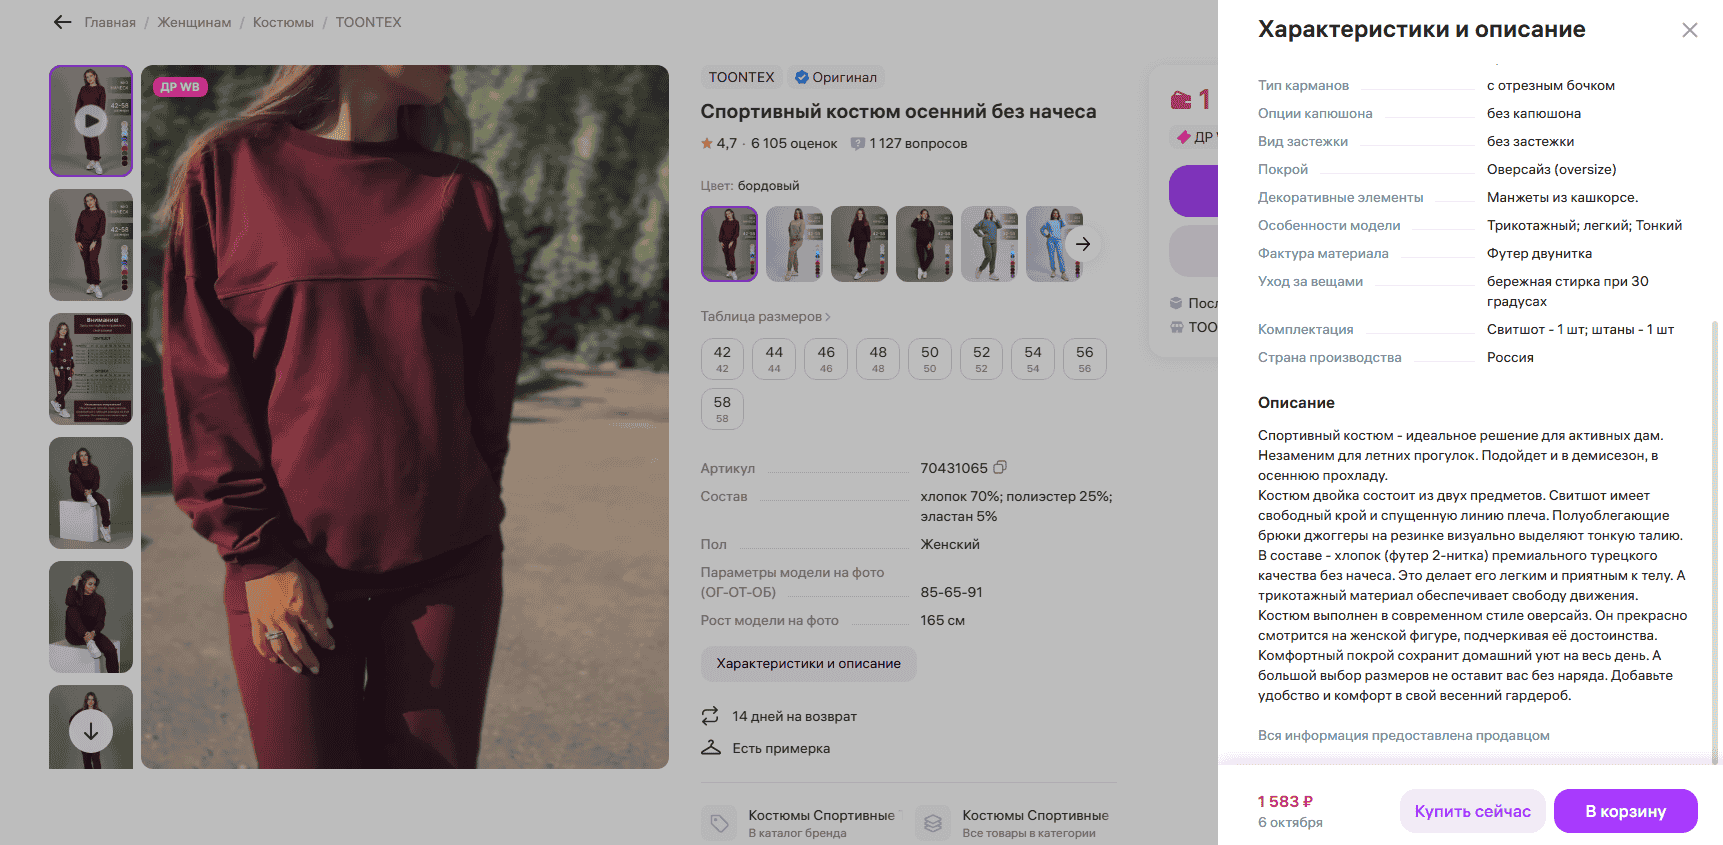 Главная / Женщинам / Костюмы / TOONTEX
ДР WB
TOONTEX
Оригинал
Спортивный костюм осенний без начеса
4,7 · 6 105 оценок
1 127 вопросов
Цвет: бордовый
Таблица размеров
42 44 46 48 50 52 54 56
42 44 46 48 50 52 54 56
58
58
Артикул 70431065
Состав хлопок 70%; полиэстер 25%;
эластан 5%
Пол Женский
Параметры модели на фото
(ОГ-ОТ-ОБ) 85-65-91
Рост модели на фото 165 см
Характеристики и описание
14 дней на возврат
Есть примерка
Костюмы Спортивные
В каталог бренда
Костюмы Спортивные
Все товары в категории
1
ДР
Посл
TOO
Внимание!
42-58
Характеристики и описание
Тип карманов с отрезным бочком
Опции капюшона без капюшона
Вид застежки без застежки
Покрой Оверсайз (oversize)
Декоративные элементы Манжеты из кашкорсе.
Особенности модели Трикотажный; легкий; Тонкий
Фактура материала Футер двунитка
Уход за вещами бережная стирка при 30
градусах
Комплектация Свитшот - 1 шт; штаны - 1 шт
Страна производства Россия
Описание
Спортивный костюм - идеальное решение для активных дам.
Незаменим для летних прогулок. Подойдет и в демисезон, в
осеннюю прохладу.
Костюм двойка состоит из двух предметов. Свитшот имеет
свободный крой и спущенную линию плеча. Полуоблегающие
брюки джоггеры на резинке визуально выделяют тонкую талию.
В составе - хлопок (футер 2-нитка) премиального турецкого
качества без начеса. Это делает его легким и приятным к телу. А
трикотажный материал обеспечивает свободу движения.
Костюм выполнен в современном стиле оверсайз. Он прекрасно
смотрится на женской фигуре, подчеркивая её достоинства.
Комфортный покрой сохранит домашний уют на весь день. А
большой выбор размеров не оставит вас без наряда. Добавьте
удобство и комфорт в свой весенний гардероб.
Вся информация предоставлена продавцом
1 583 ₽
6 октября
Купить сейчас
В корзину